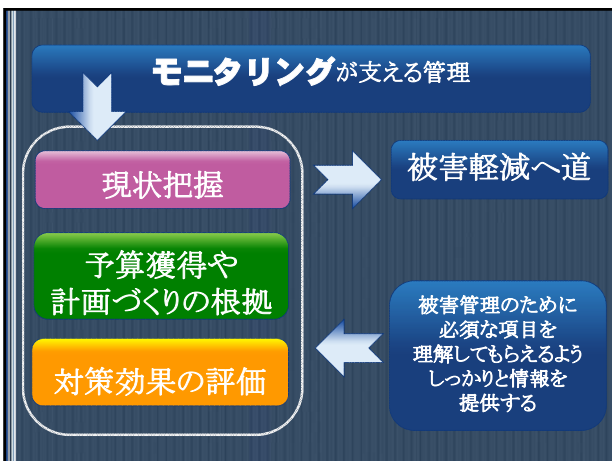 モニタリングが支える管理
現状把握
被害軽減へ道
予算獲得や
計画づくりの根拠
対策効果の評価
被害管理のために
必須な項目を
理解してもらえるよう
しっかりと情報を
提供する